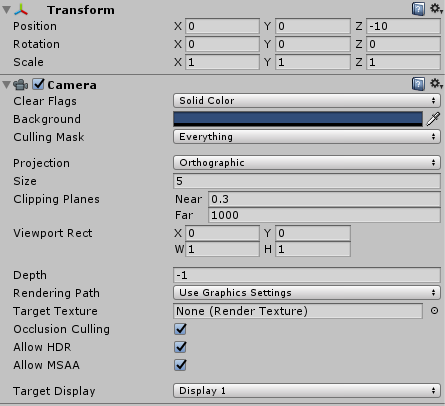 Transform
Position X 0 Y 0 Z -10
Rotation X 0 Y 0 Z 0
Scale X 1 Y 1 Z 1
Camera
Clear Flags Solid Color
Background
Culling Mask Everything
Projection Orthographic
Size 5
Clipping Planes Near 0.3
Far 1000
Viewport Rect X 0 Y 0
W 1 H 1
Depth -1
Rendering Path Use Graphics Settings
Target Texture None (Render Texture)
Occlusion Culling
Allow HDR
Allow MSAA
Target Display Display 1